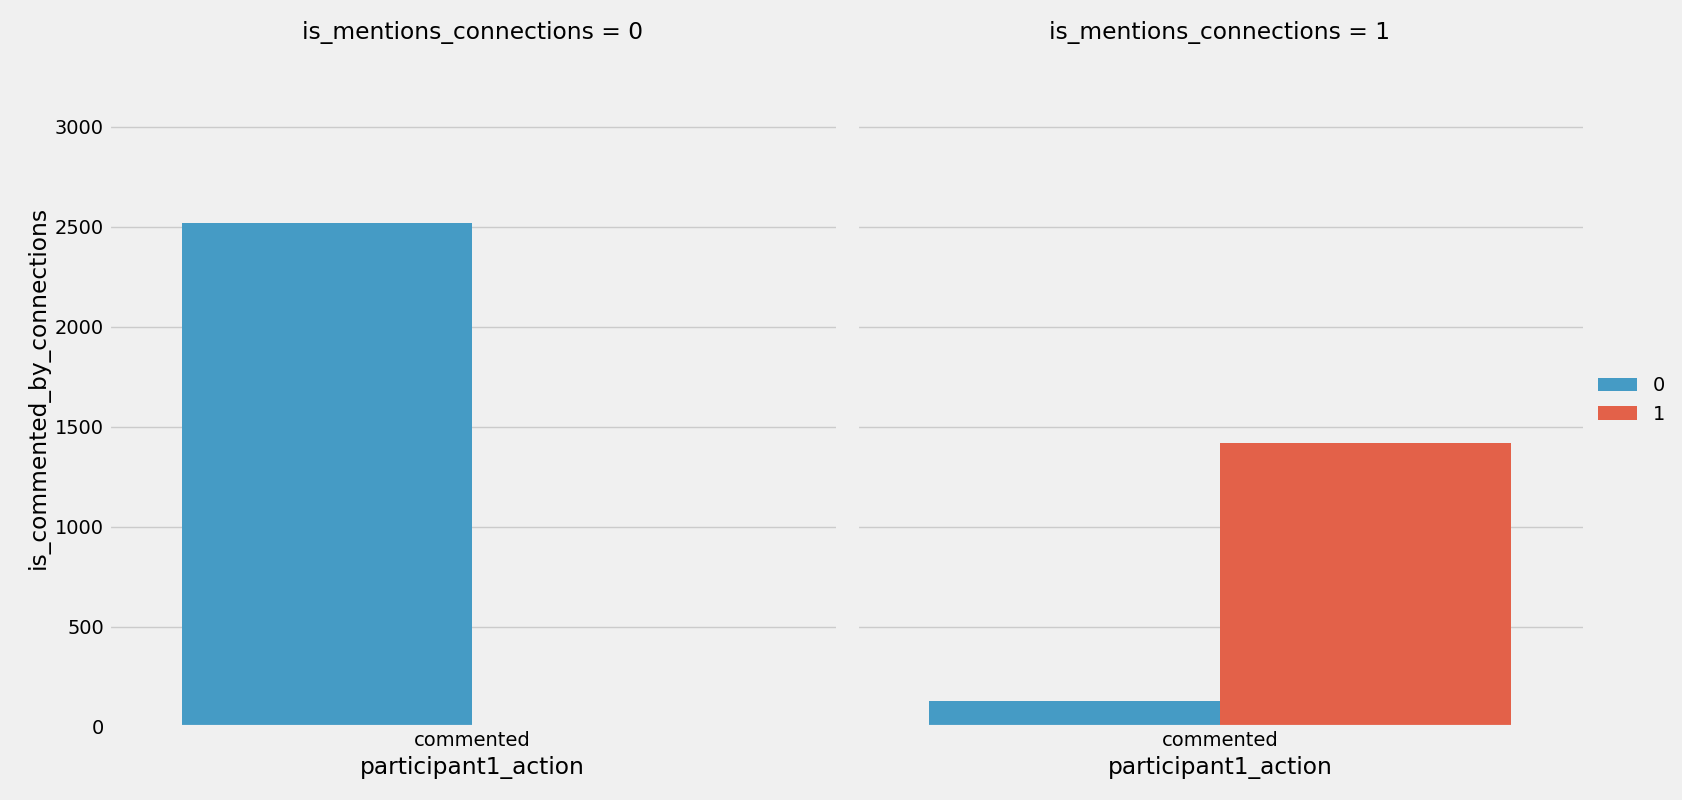 is_mentions_connections = 0
is_mentions_connections = 1
is_commented_by_connections
3000
2500
2000
1500
1000
500
0
commented
commented
participant1_action
participant1_action
0
1